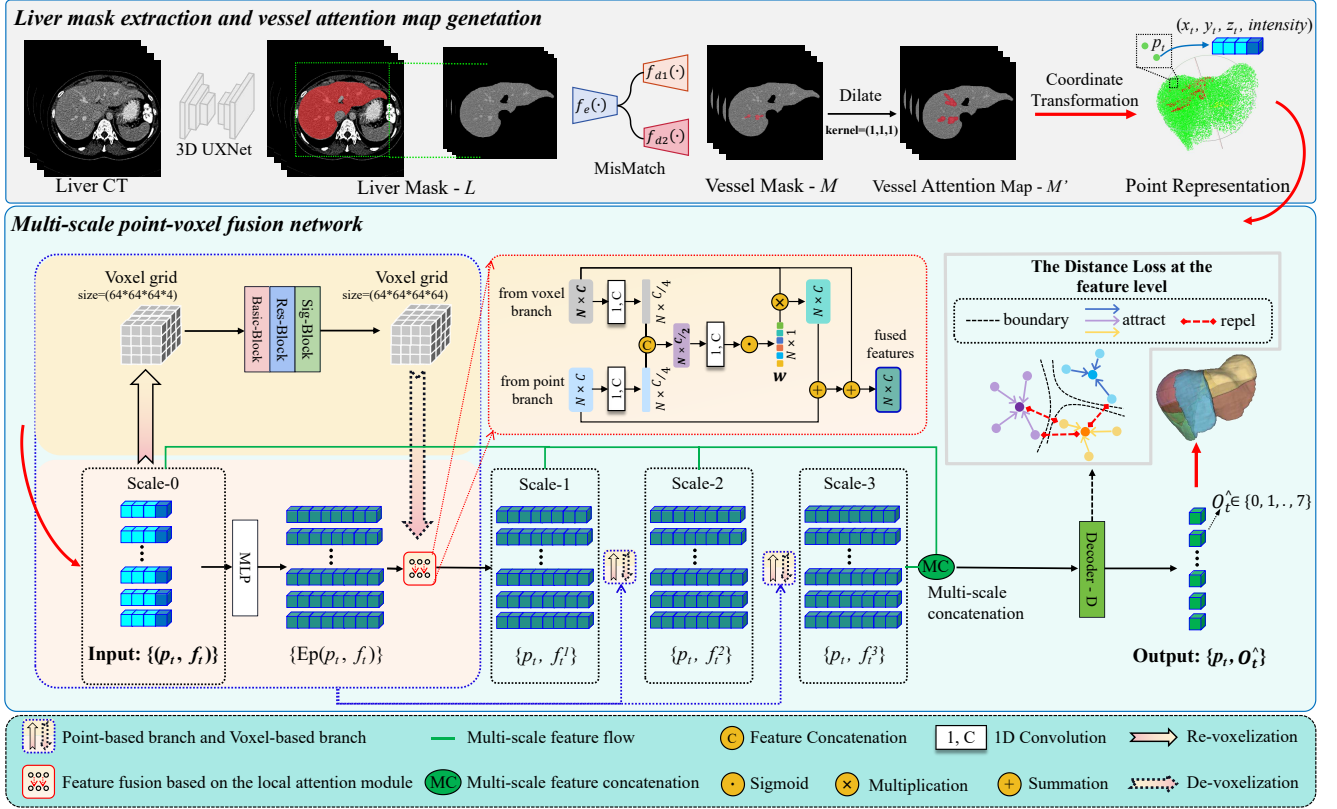 Liver mask extraction and vessel attention map genetation
(x_t, y_t, z_t, intensity)
p_t
f_e(·)
f_d1(·)
f_d2(·)
Dilate
kernel=(1,1,1)
Coordinate
Transformation
3D UXNet
MisMatch
Liver CT
Liver Mask - L
Vessel Mask - M
Vessel Attention Map - M'
Point Representation
Multi-scale point-voxel fusion network
Voxel grid
size=(64*64*64*4)
Basic-Block
Res-Block
Sig-Block
Voxel grid
size=(64*64*64*64)
from voxel
branch
N × C
1, C
N × C/4
C
N × C/2
1, C
N × 1
w
N × C
from point
branch
N × C
1, C
N × C/4
fused
features
N × C
The Distance Loss at the
feature level
boundary
attract
repel
Scale-0
MLP
Scale-1
Scale-2
Scale-3
MC
Multi-scale
concatenation
Decoder - D
O_t^∈ {0, 1, . , 7}
Input: {(p_t, f_t)}
{Ep(p_t, f_t)}
{p_t, f_t^1}
{p_t, f_t^2}
{p_t, f_t^3}
Output: {p_t, O_t^}
Point-based branch and Voxel-based branch
Multi-scale feature flow
C
Feature Concatenation
1, C
1D Convolution
Re-voxelization
Feature fusion based on the local attention module
MC
Multi-scale feature concatenation
Sigmoid
Multiplication
Summation
De-voxelization